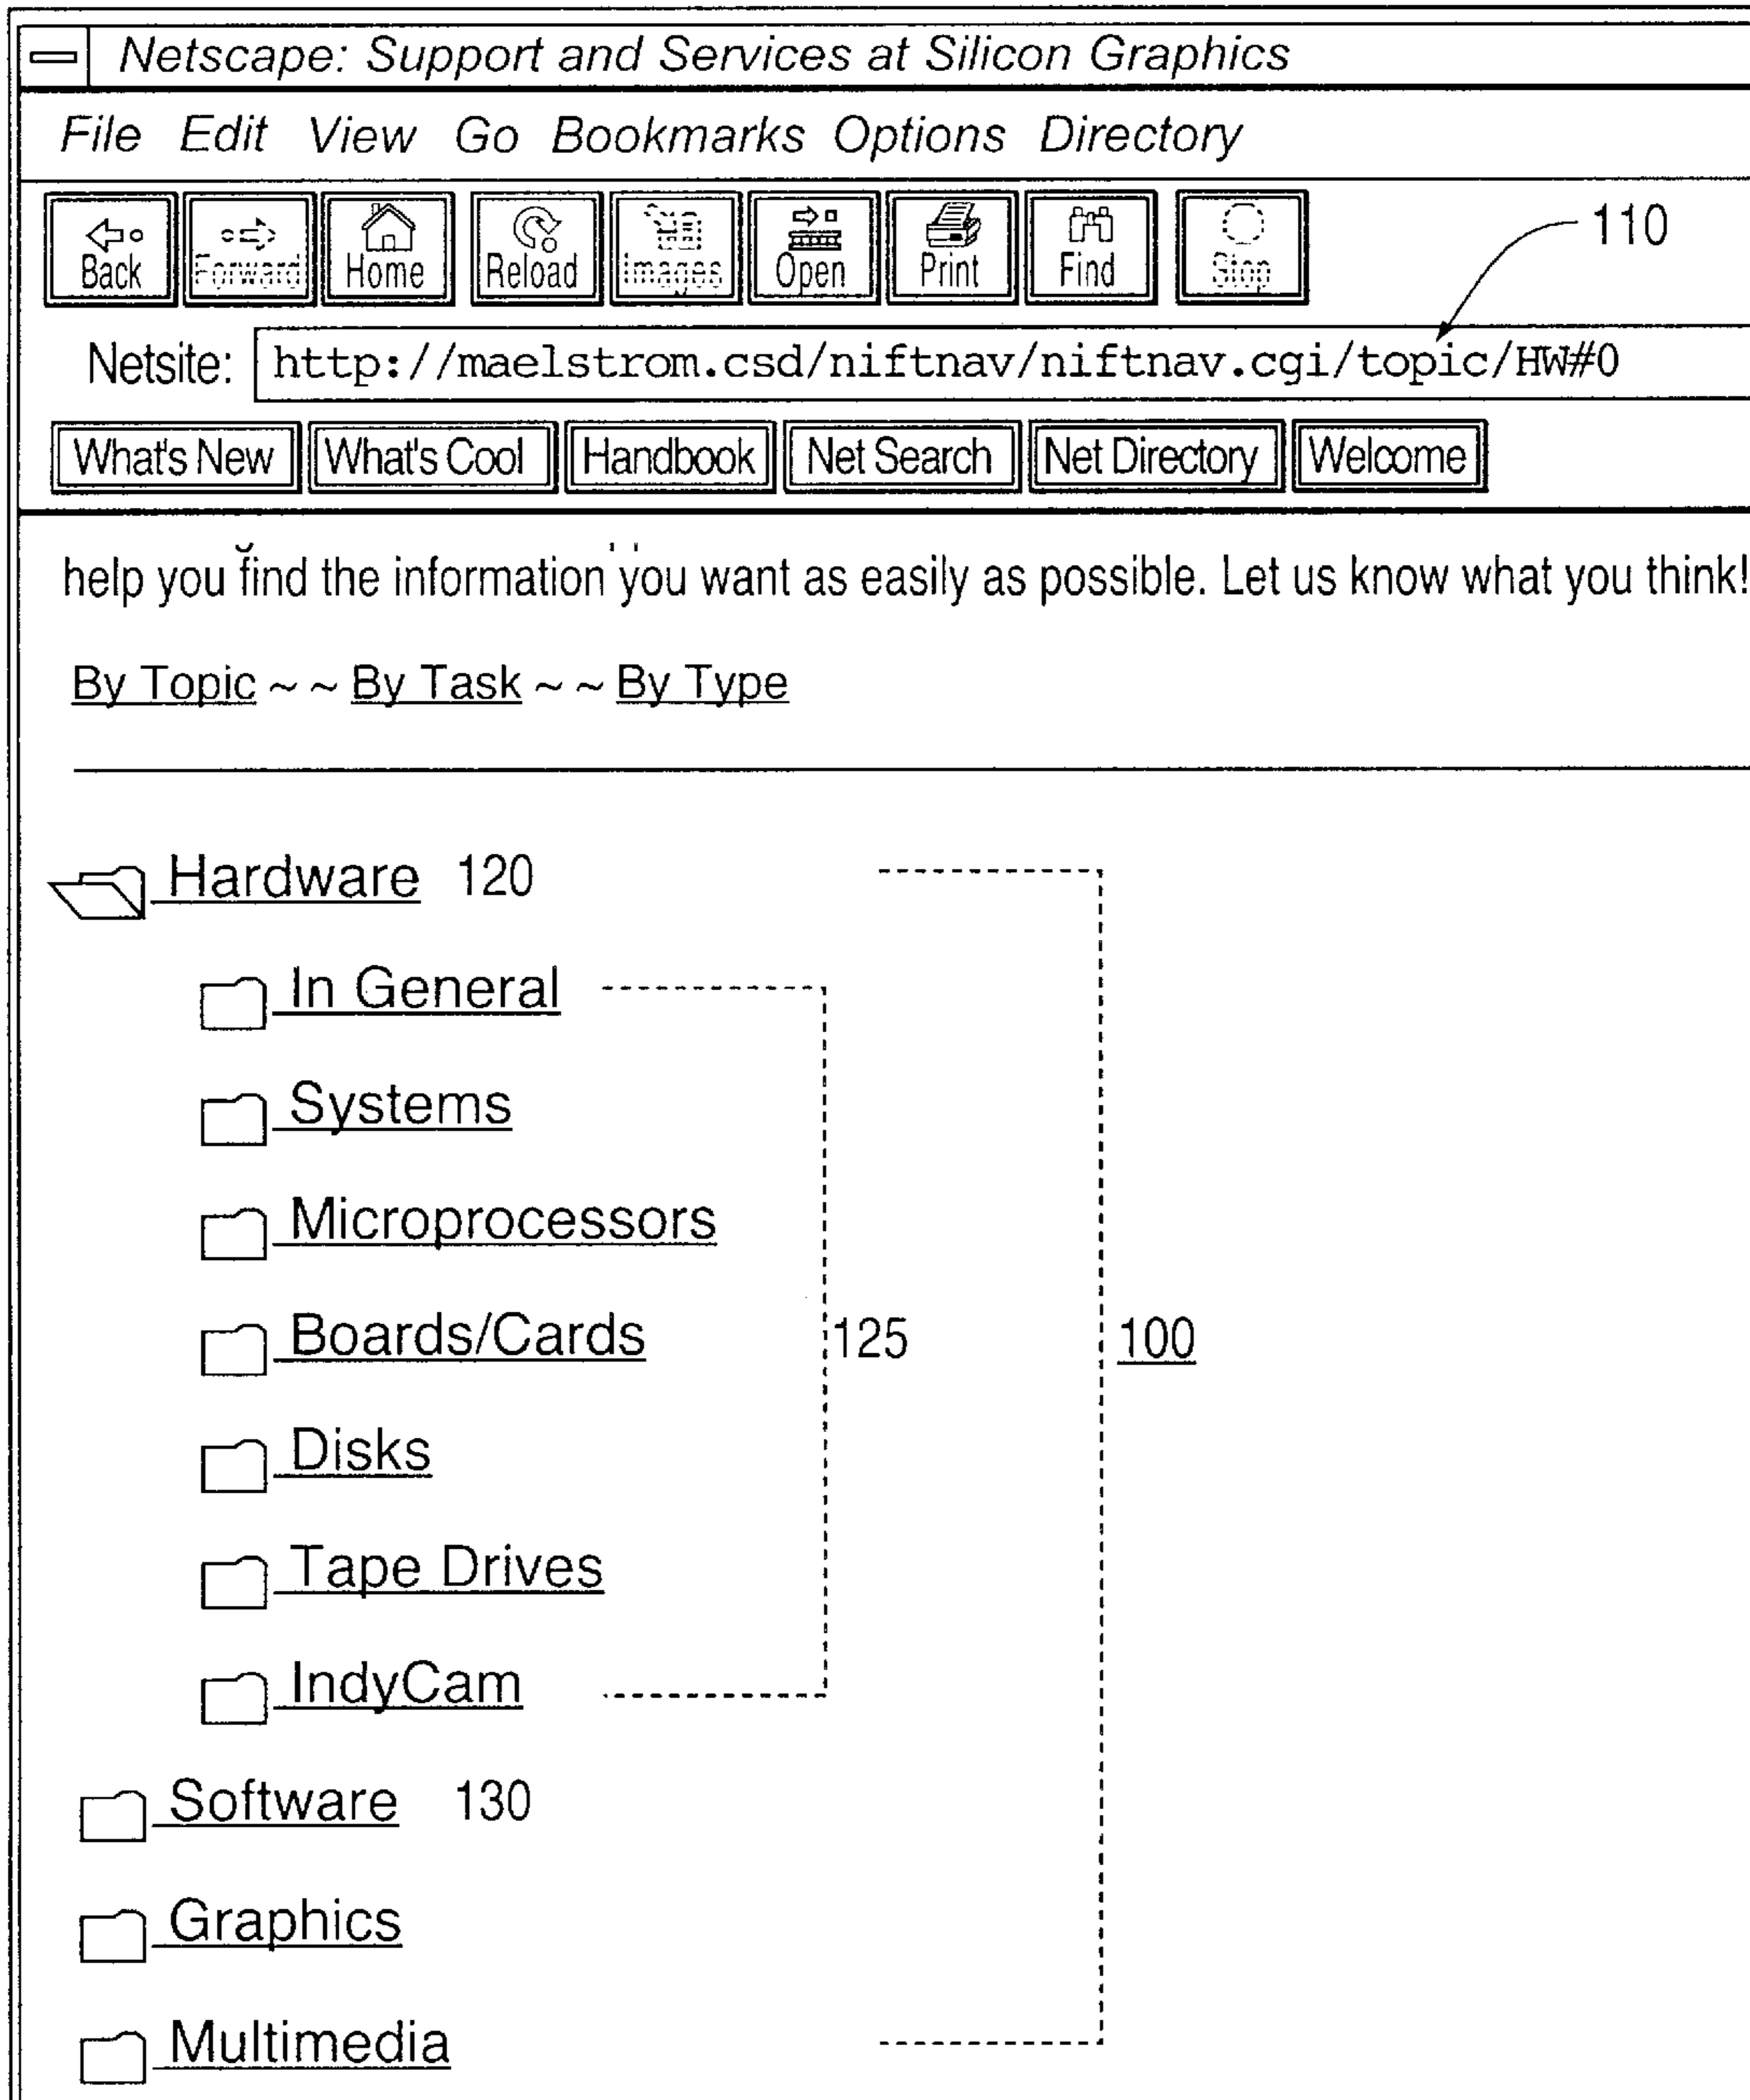 Netscape: Support and Services at Silicon Graphics
File Edit View Go Bookmarks Options Directory
Back Forward Home Reload Images Open Print Find Stop 110
Netsite: http://maelstrom.csd/niftnav/niftnav.cgi/topic/HW#0
What's New What's Cool Handbook Net Search Net Directory Welcome
help you find the information you want as easily as possible. Let us know what you think!
By Topic ~ ~ By Task ~ ~ By Type
Hardware 120
In General
Systems
Microprocessors
Boards/Cards 125 100
Disks
Tape Drives
IndyCam
Software 130
Graphics
Multimedia